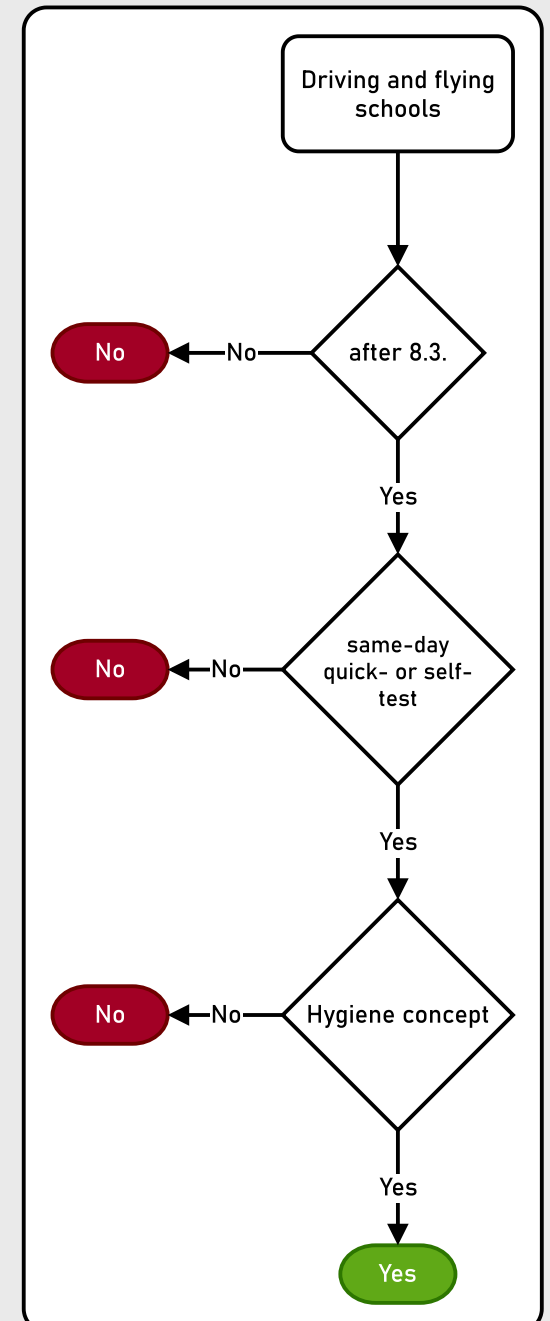 Driving and flying
schools
No
No
after 8.3.
Yes
No
No
same-day
quick- or self-
test
Yes
No
No
Hygiene concept
Yes
Yes